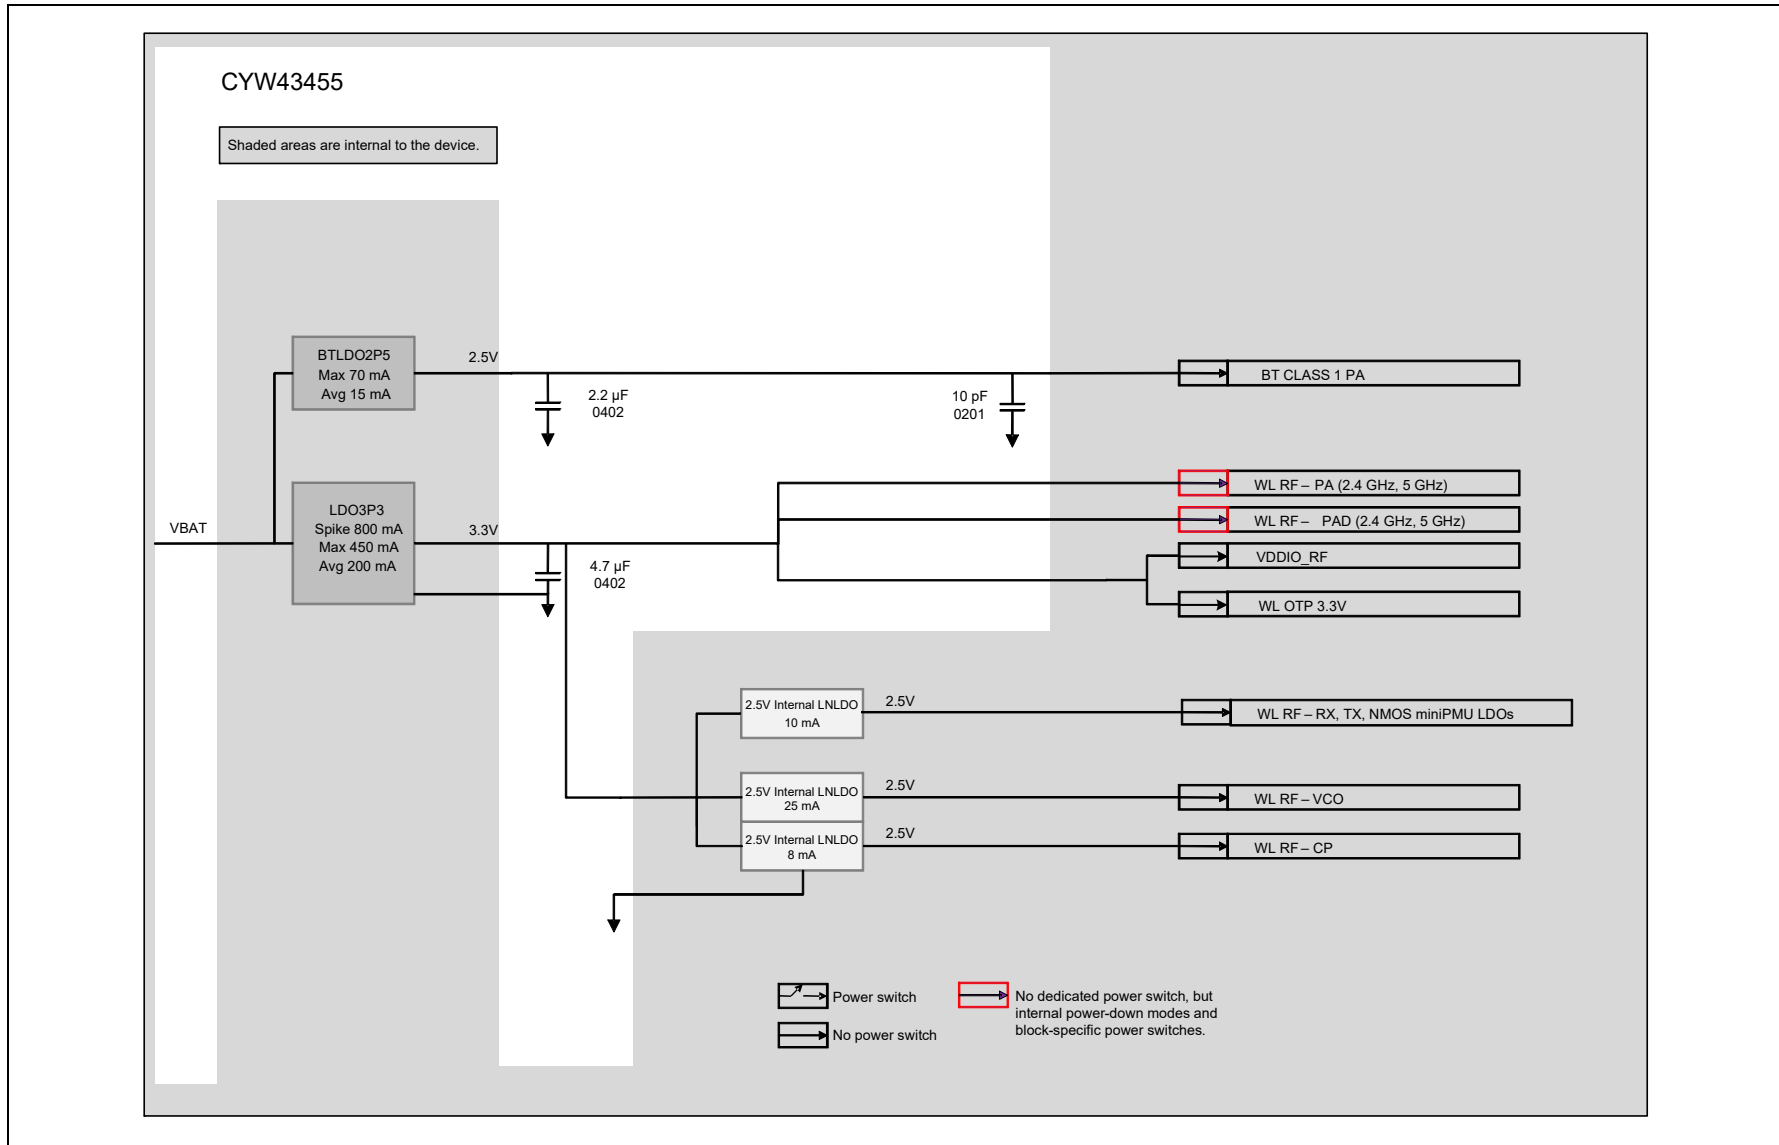 CYW43455
Shaded areas are internal to the device.
BTLDO2P5
Max 70 mA
Avg 15 mA
2.5V
2.2 µF
0402
10 pF
0201
BT CLASS 1 PA
VBAT
LDO3P3
Spike 800 mA
Max 450 mA
Avg 200 mA
3.3V
4.7 µF
0402
WL RF – PA (2.4 GHz, 5 GHz)
WL RF – PAD (2.4 GHz, 5 GHz)
VDDIO_RF
WL OTP 3.3V
2.5V Internal LNLDO
10 mA
2.5V
WL RF – RX, TX, NMOS miniPMU LDOs
2.5V Internal LNLDO
25 mA
2.5V
WL RF – VCO
2.5V Internal LNLDO
8 mA
2.5V
WL RF – CP
Power switch
No power switch
No dedicated power switch, but
internal power-down modes and
block-specific power switches.